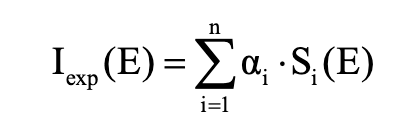 I_exp(E) = ∑_{i=1}^{n} α_i · S_i(E)